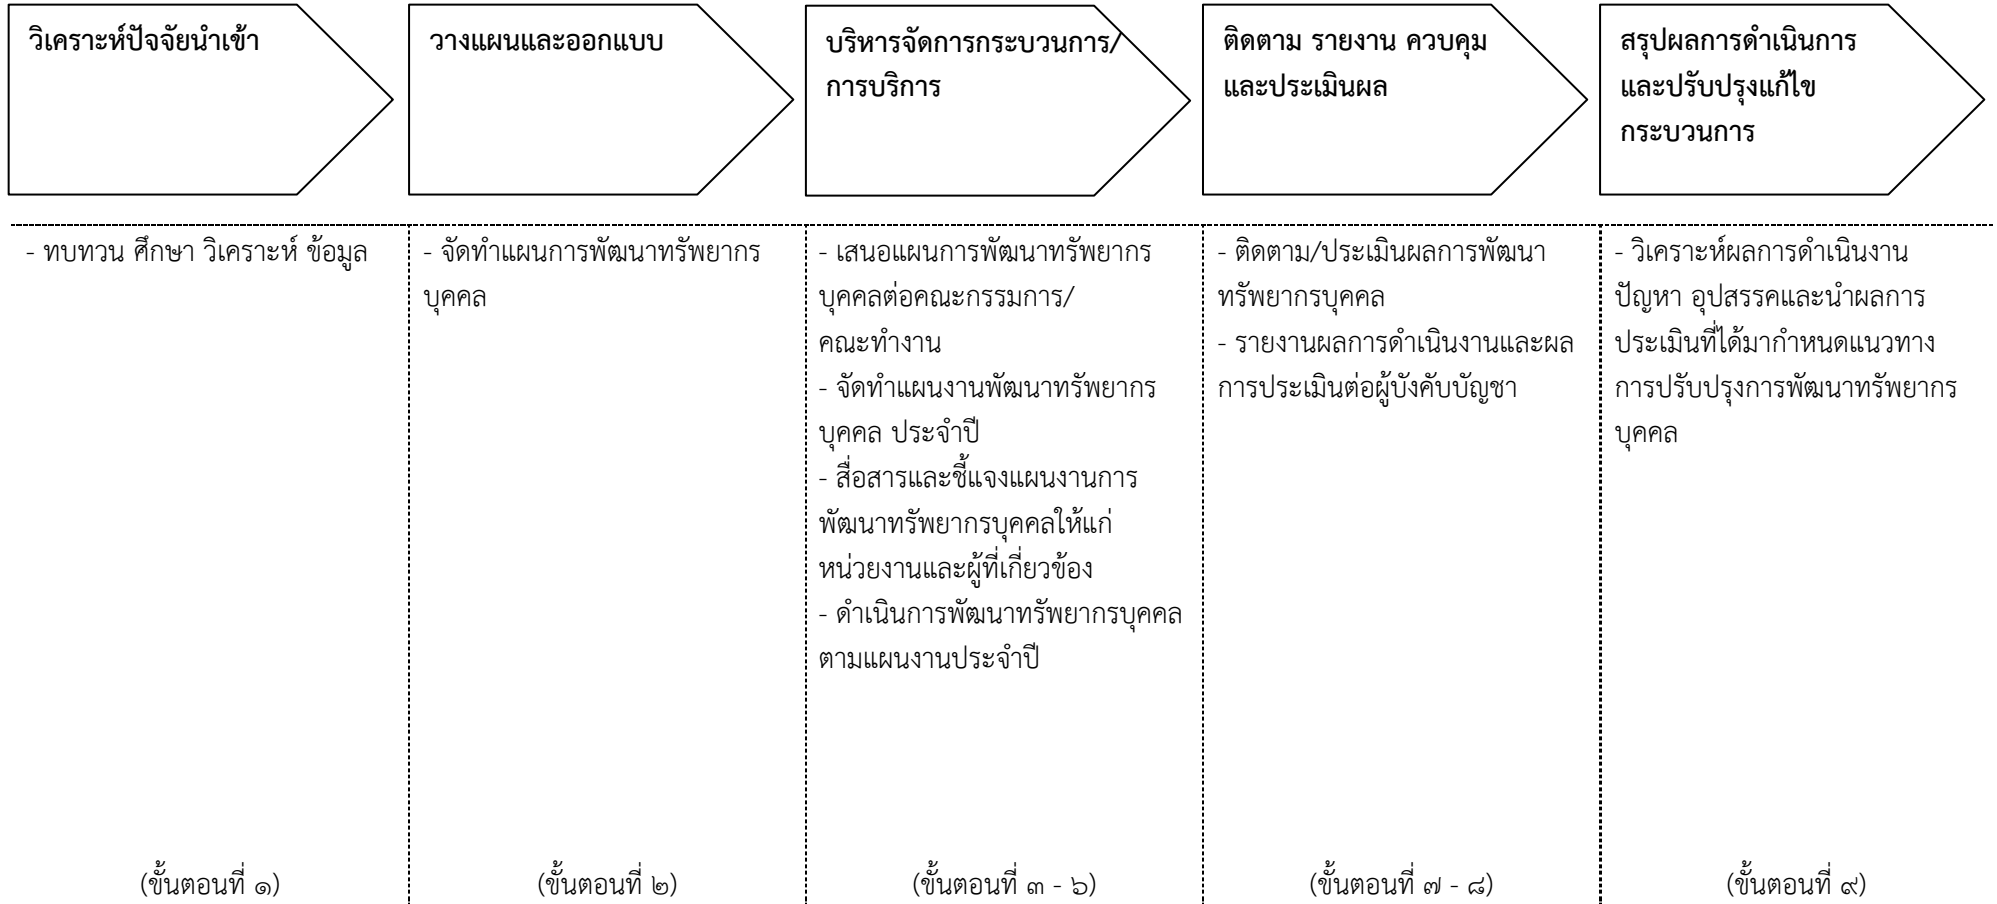 วิเคราะห์ปัจจัยนำเข้า
วางแผนและออกแบบ
บริหารจัดการกระบวนการ/
การบริการ
ติดตาม รายงาน ควบคุม
และประเมินผล
สรุปผลการดำเนินการ
และปรับปรุงแก้ไข
กระบวนการ
- ทบทวน ศึกษา วิเคราะห์ ข้อมูล
- จัดทำแผนการพัฒนาทรัพยากร
บุคคล
- เสนอแผนการพัฒนาทรัพยากร
บุคคลต่อคณะกรรมการ/
คณะทำงาน
- จัดทำแผนงานพัฒนาทรัพยากร
บุคคล ประจำปี
- สื่อสารและชี้แจงแผนงานการ
พัฒนาทรัพยากรบุคคลให้แก่
หน่วยงานและผู้ที่เกี่ยวข้อง
- ดำเนินการพัฒนาทรัพยากรบุคคล
ตามแผนงานประจำปี
- ติดตาม/ประเมินผลการพัฒนา
ทรัพยากรบุคคล
- รายงานผลการดำเนินงานและผล
การประเมินต่อผู้บังคับบัญชา
- วิเคราะห์ผลการดำเนินงาน
ปัญหา อุปสรรคและนำผลการ
ประเมินที่ได้มากำหนดแนวทาง
การปรับปรุงการพัฒนาทรัพยากร
บุคคล
(ขั้นตอนที่ ๑)
(ขั้นตอนที่ ๒)
(ขั้นตอนที่ ๓ - ๖)
(ขั้นตอนที่ ๗ - ๘)
(ขั้นตอนที่ ๙)